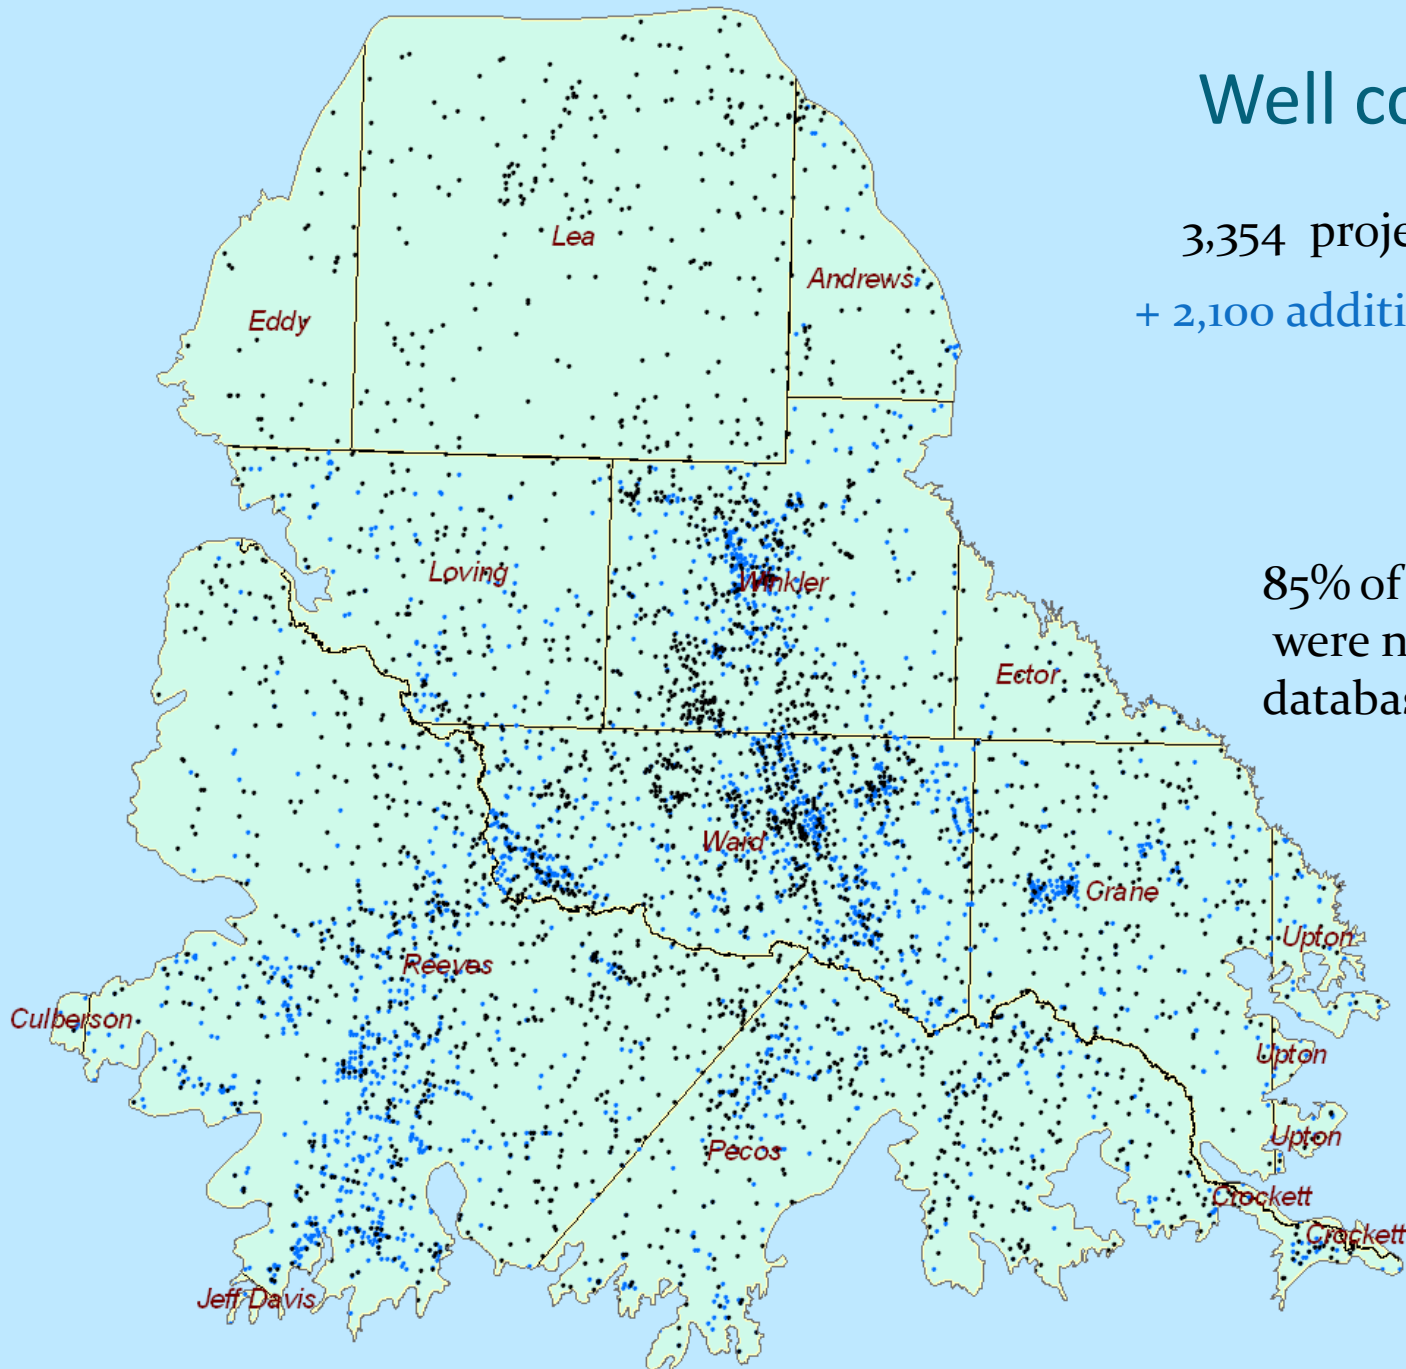 Well co
3,354 proje
+ 2,100 additi
Lea
Andrews
Eddy
85% of
were n
databas
Loving
Winkler
Ector
Ward
Crane
Upton
Reeves
Culberson
Upton
Upton
Pecos
Crockett
Crockett
Jeff Davis